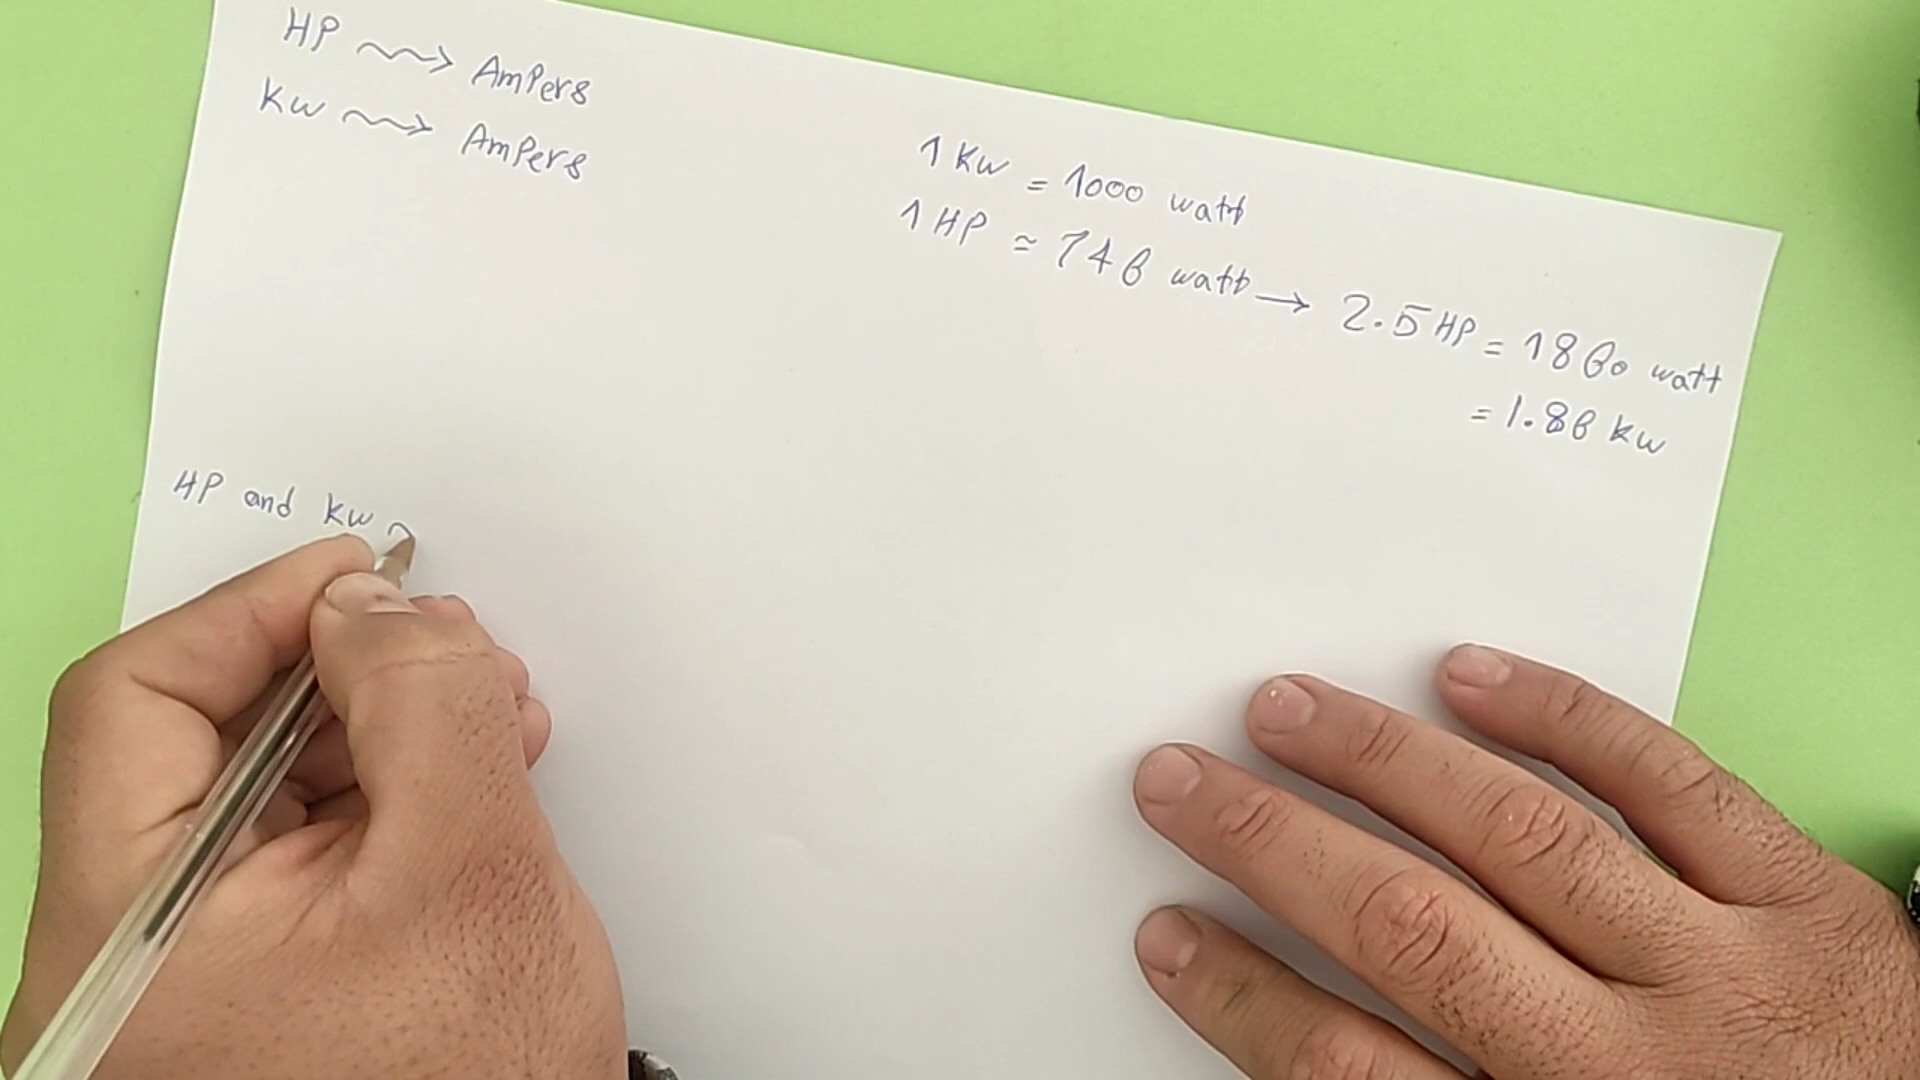 HP → Ampers
Kw → Ampers
1 Kw = 1000 watt
1 HP ≃ 746 watt → 2.5 HP = 1860 watt
= 1.86 kw
HP and kw